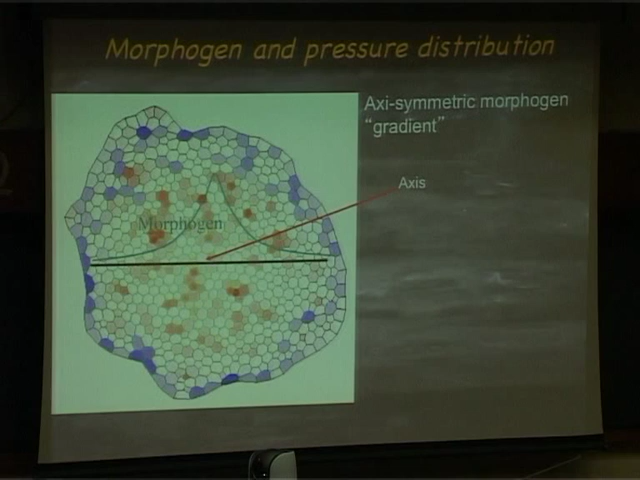 Morphogen and pressure distribution
Axi-symmetric morphogen
“gradient”
Axis
Morphogen